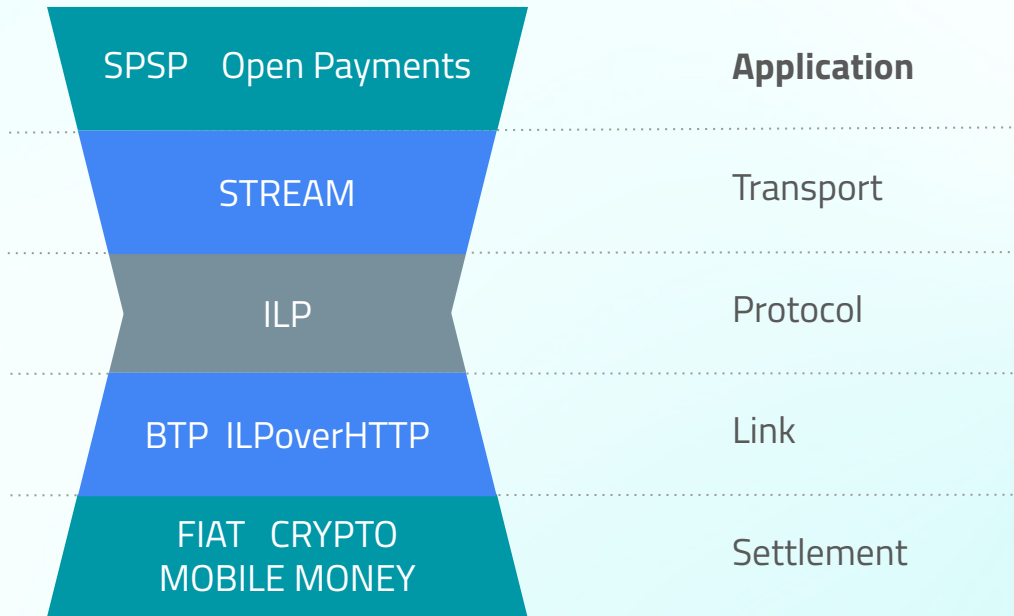 SPSP Open Payments Application
STREAM Transport
ILP Protocol
BTP ILPoverHTTP Link
FIAT CRYPTO
MOBILE MONEY
Settlement